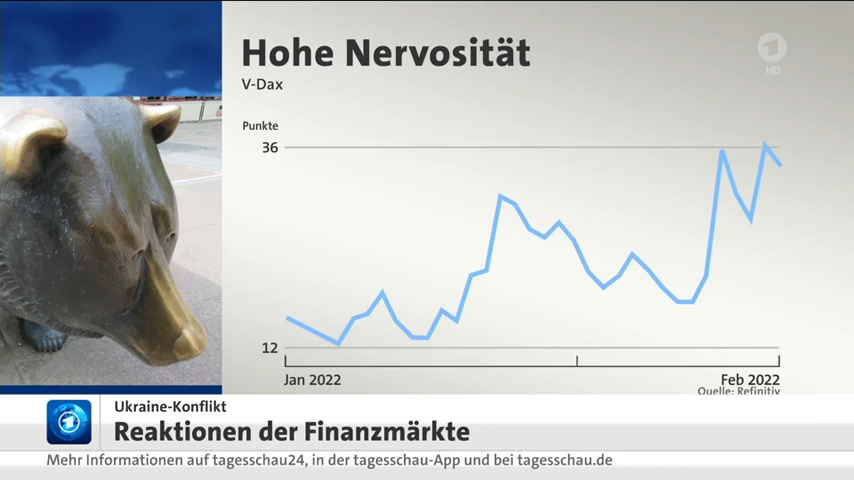 Hohe Nervosität
V-Dax
HD
Punkte
36
12
Jan 2022
Feb 2022
Quelle: Refinitiv
Ukraine-Konflikt
Reaktionen der Finanzmärkte
Mehr Informationen auf tagesschau24, in der tagesschau-App und bei tagesschau.de